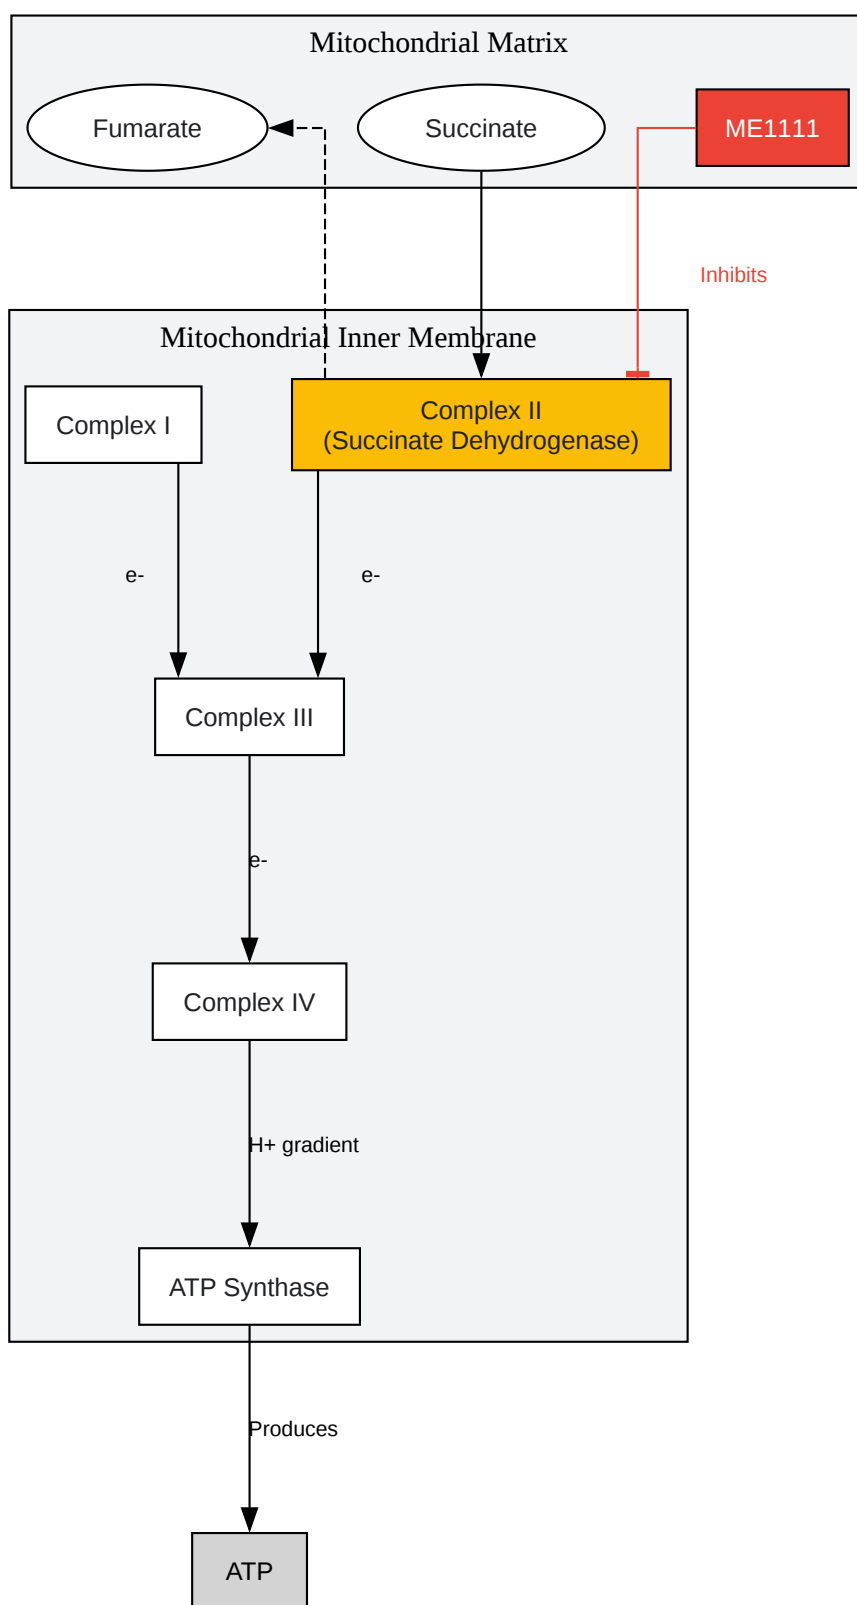 Mitochondrial Matrix
Fumarate
Succinate
ME1111
Inhibits
Mitochondrial Inner Membrane
Complex I
Complex II
(Succinate Dehydrogenase)
e-
e-
Complex III
e-
Complex IV
H+ gradient
ATP Synthase
Produces
ATP